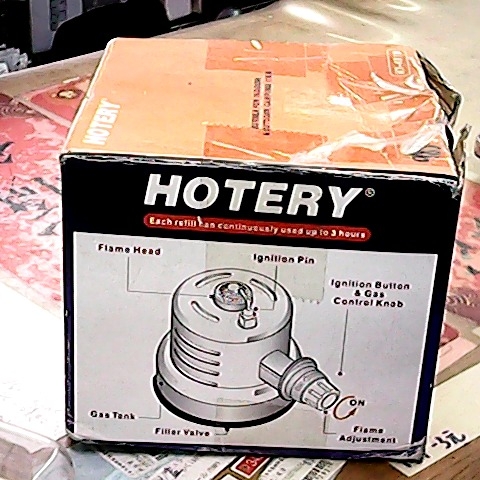 HOTERY
HOTERY®
Each refill can continuously used up to 3 hours
Flame Head
Ignition Pin
Ignition Button
& Gas
Control Knob
ON
Gas Tank
Filler Valve
Flame
Adjustment